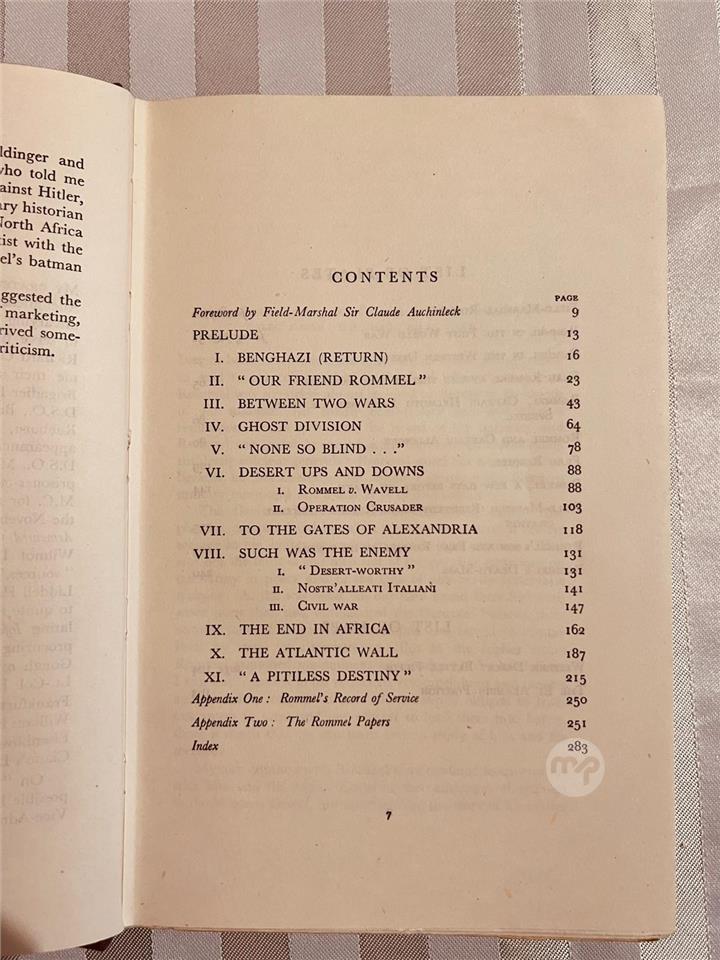 ldinger and
who told me
ainst Hitler,
ary historian
North Africa
tist with the
el's batman
ggested the
marketing,
rived some-
riticism.
CONTENTS
PAGE
Foreword by Field-Marshal Sir Claude Auchinleck 9
PRELUDE 13
I. BENGHAZI (RETURN) 16
II. “ OUR FRIEND ROMMEL ” 23
III. BETWEEN TWO WARS 43
IV. GHOST DIVISION 64
V. “ NONE SO BLIND . . .” 78
VI. DESERT UPS AND DOWNS 88
I. ROMMEL v. WAVELL 88
II. OPERATION CRUSADER 103
VII. TO THE GATES OF ALEXANDRIA 118
VIII. SUCH WAS THE ENEMY 131
I. “ DESERT-WORTHY ” 131
II. NOSTR'ALLEATI ITALIANI 141
III. CIVIL WAR 147
IX. THE END IN AFRICA 162
X. THE ATLANTIC WALL 187
XI. “ A PITILESS DESTINY ” 215
Appendix One : Rommel's Record of Service 250
Appendix Two : The Rommel Papers 251
Index 283
mp
7